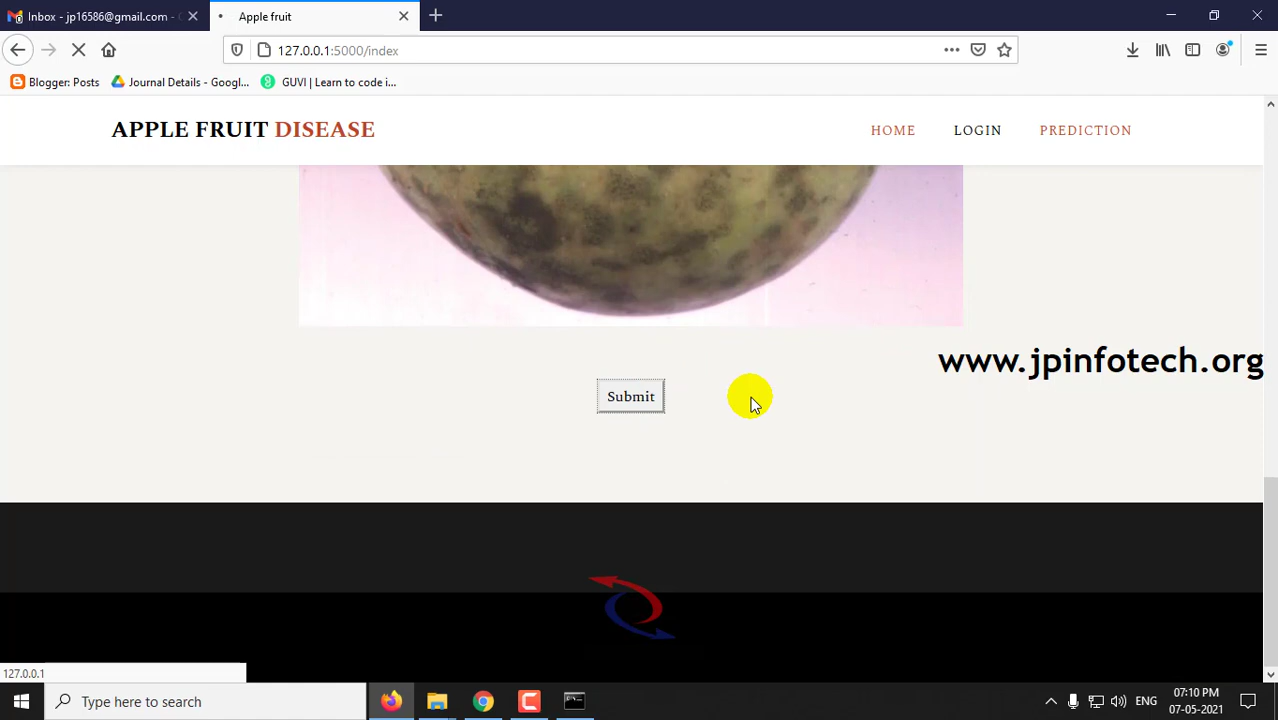 Inbox - jp16586@gmail.com -
Apple fruit
127.0.0.1:5000/index
Blogger: Posts
Journal Details - Googl...
GUVI | Learn to code i...
APPLE FRUIT DISEASE
HOME
LOGIN
PREDICTION
www.jpinfotech.org
Submit
127.0.0.1
Type here to search
ENG
07:10 PM
07-05-2021